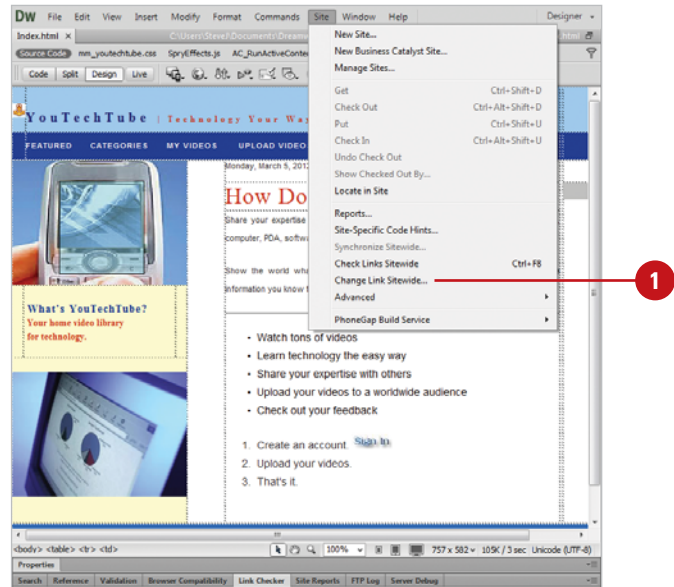 DW File Edit View Insert Modify Format Commands Site Window Help Designer
Index.html × C:\Users\SteveJ\Documents\Dreamw .html
Source Code mm_youtechtube.css SpryEffects.js AC_RunActiveConten
Code Split Design Live
New Site...
New Business Catalyst Site...
Manage Sites...
Get Ctrl+Shift+D
Check Out Ctrl+Alt+Shift+D
Put Ctrl+Shift+U
Check In Ctrl+Alt+Shift+U
Undo Check Out
Show Checked Out By...
Locate in Site
Reports...
Site-Specific Code Hints...
Synchronize Sitewide...
Check Links Sitewide Ctrl+F8
Change Link Sitewide...
Advanced
PhoneGap Build Service
1
YouTechTube | Technology Your Way
FEATURED CATEGORIES MY VIDEOS UPLOAD VIDEO
Monday, March 5, 2012
How Do
Share your expertise
computer, PDA, softw
Show the world wha
information you know f
What's YouTechTube?
Your home video library
for technology.
• Watch tons of videos
• Learn technology the easy way
• Share your expertise with others
• Upload your videos to a worldwide audience
• Check out your feedback
1. Create an account. Sign In
2. Upload your videos.
3. That's it.
<body> <table> <tr> <td> 100% 757 x 582 105K / 3 sec Unicode (UTF-8)
Properties
Search Reference Validation Browser Compatibility Link Checker Site Reports FTP Log Server Debug